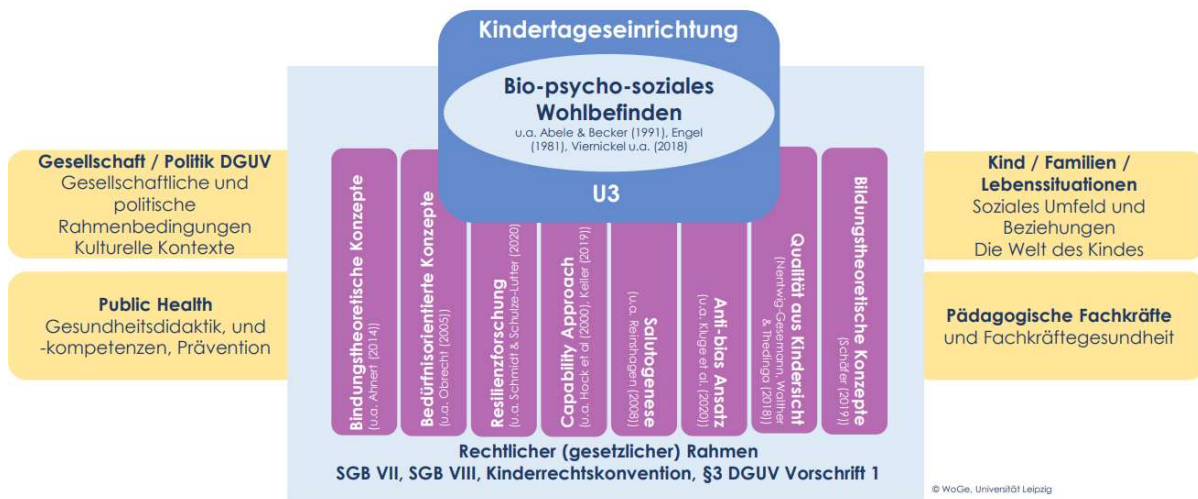 Kindertageseinrichtung
Bio-psycho-soziales
Wohlbefinden
u.a. Abele & Becker (1991), Engel
(1981), Viernickel u.a. (2018)
U3
Gesellschaft / Politik DGUV
Gesellschaftliche und
politische
Rahmenbedingungen
Kulturelle Kontexte
Public Health
Gesundheitsdidaktik, und
-kompetenzen, Prävention
Bindungstheoretische Konzepte
(u.a. Ahnert (2014))
Bedürfnisorientierte Konzepte
(u.a. Obrecht (2005))
Resilienzforschung
(u.a. Schmidt & Schulze-Lutter (2020)
Capability Approach
(u.a. Hock et al (2000), Keller (2019))
Salutogenese
(u.a. Reinshagen (2008))
Anti-bias Ansatz
(u.a. Kluge et al. (2020))
Qualität aus Kindersicht
(Nentwig-Gesemann, Walther
& Thedinga (2018))
Bildungstheoretische Konzepte
(Schäfer (2019))
Kind / Familien /
Lebenssituationen
Soziales Umfeld und
Beziehungen
Die Welt des Kindes
Pädagogische Fachkräfte
und Fachkräftegesundheit
Rechtlicher (gesetzlicher) Rahmen
SGB VII, SGB VIII, Kinderrechtskonvention, §3 DGUV Vorschrift 1
© WoGe, Universität Leipzig